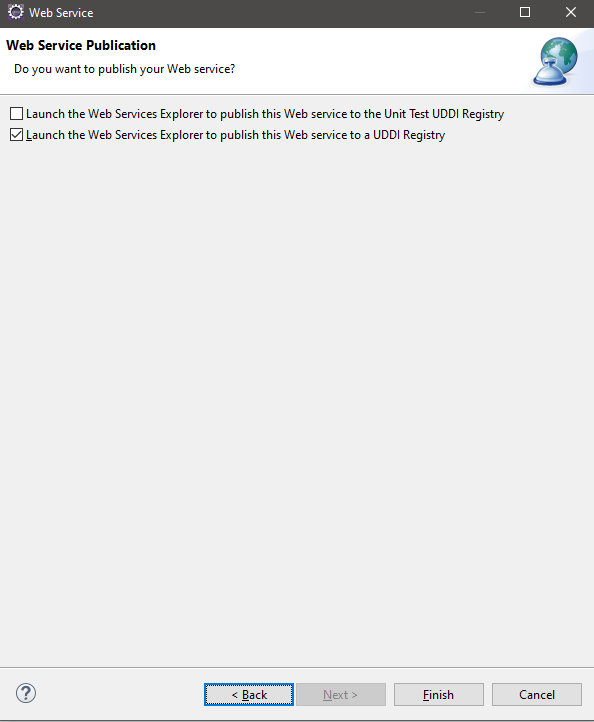 Web Service
Web Service Publication
Do you want to publish your Web service?
Launch the Web Services Explorer to publish this Web service to the Unit Test UDDI Registry
Launch the Web Services Explorer to publish this Web service to a UDDI Registry
?
< Back Next > Finish Cancel